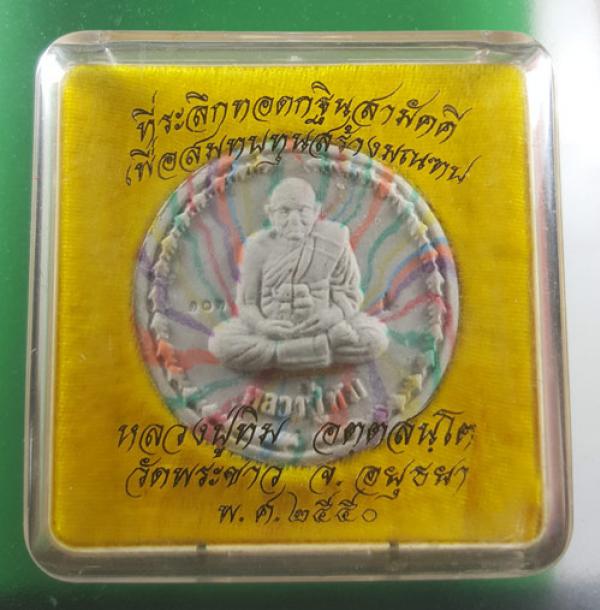 ที่ระลึกทอดกฐินสามัคคี
เพื่อสมทบทุนสร้างมณฑป
หลวงปู่ทิม
หลวงปู่ทิม อตฺตสนฺโต
วัดพระขาว จ. อยุธยา
พ.ศ. ๒๕๕๐